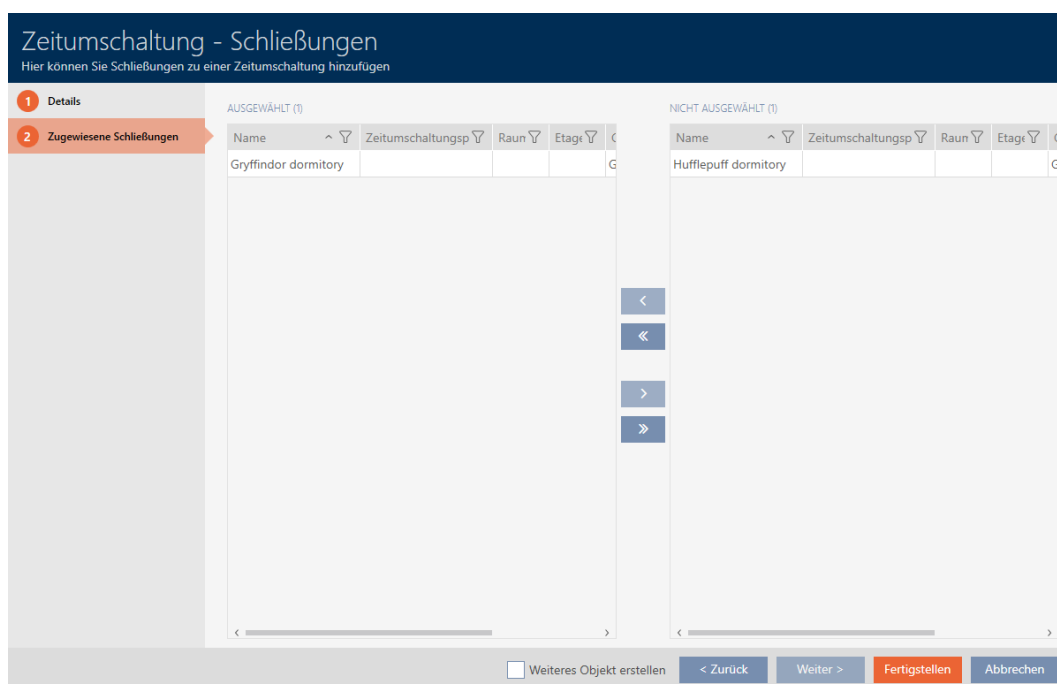 Zeitumschaltung - Schließungen
Hier können Sie Schließungen zu einer Zeitumschaltung hinzufügen
1 Details
2 Zugewiesene Schließungen
AUSGEWÄHLT (1)
Name Zeitumschaltungsp Raum Etage
Gryffindor dormitory G
NICHT AUSGEWÄHLT (1)
Name Zeitumschaltungsp Raum Etage
Hufflepuff dormitory G
Weiteres Objekt erstellen
< Zurück
Weiter >
Fertigstellen
Abbrechen